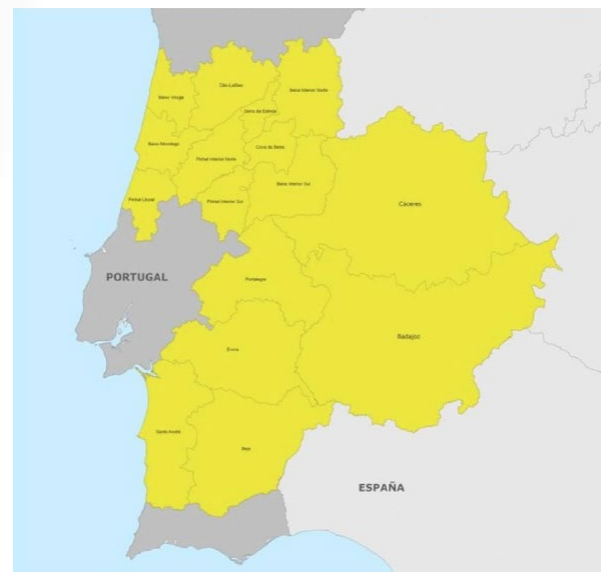 Dão-Lafões
Baixo Vouga
Beira Interior Norte
Serra da Estrela
Baixo Mondego
Cova da Beira
Pinhal Interior Norte
Beira Interior Sul
Pinhal Litoral
Pinhal Interior Sul
Cáceres
PORTUGAL
Portalegre
Badajoz
Évora
Santo André
Beja
ESPAÑA